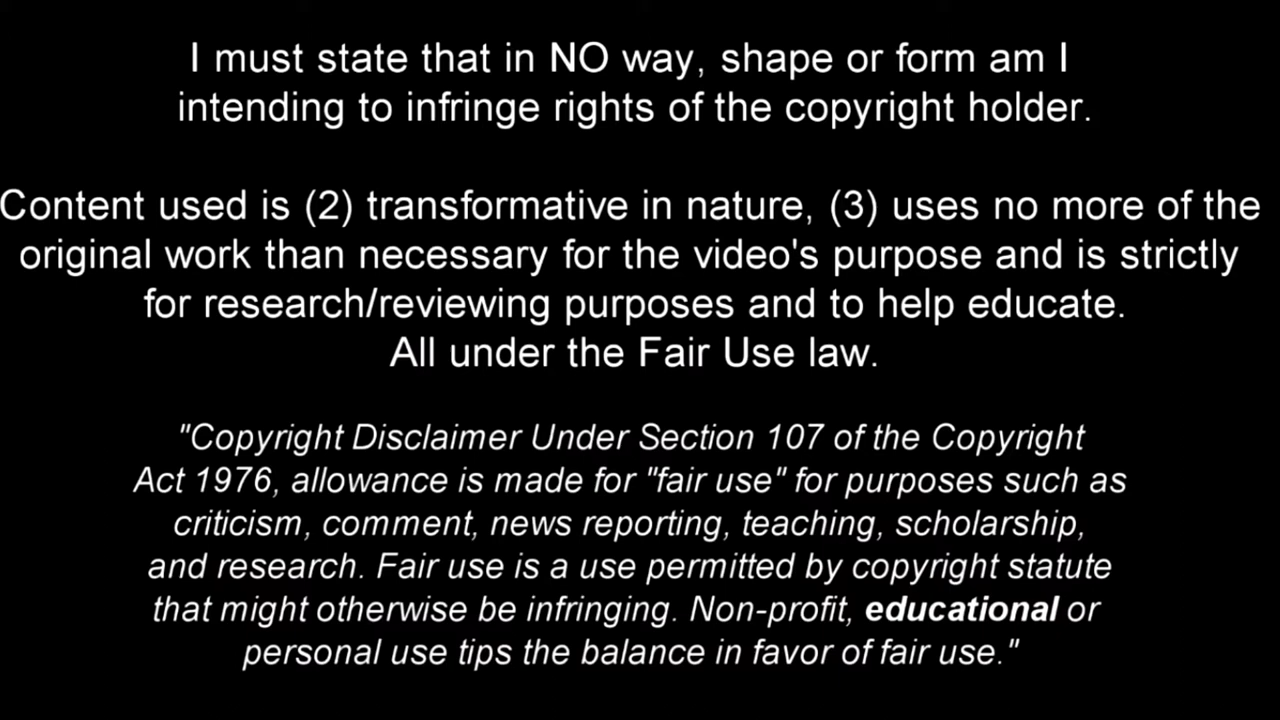 I must state that in NO way, shape or form am I
intending to infringe rights of the copyright holder.
Content used is (2) transformative in nature, (3) uses no more of the
original work than necessary for the video's purpose and is strictly
for research/reviewing purposes and to help educate.
All under the Fair Use law.
"Copyright Disclaimer Under Section 107 of the Copyright
Act 1976, allowance is made for "fair use" for purposes such as
criticism, comment, news reporting, teaching, scholarship,
and research. Fair use is a use permitted by copyright statute
that might otherwise be infringing. Non-profit, educational or
personal use tips the balance in favor of fair use."